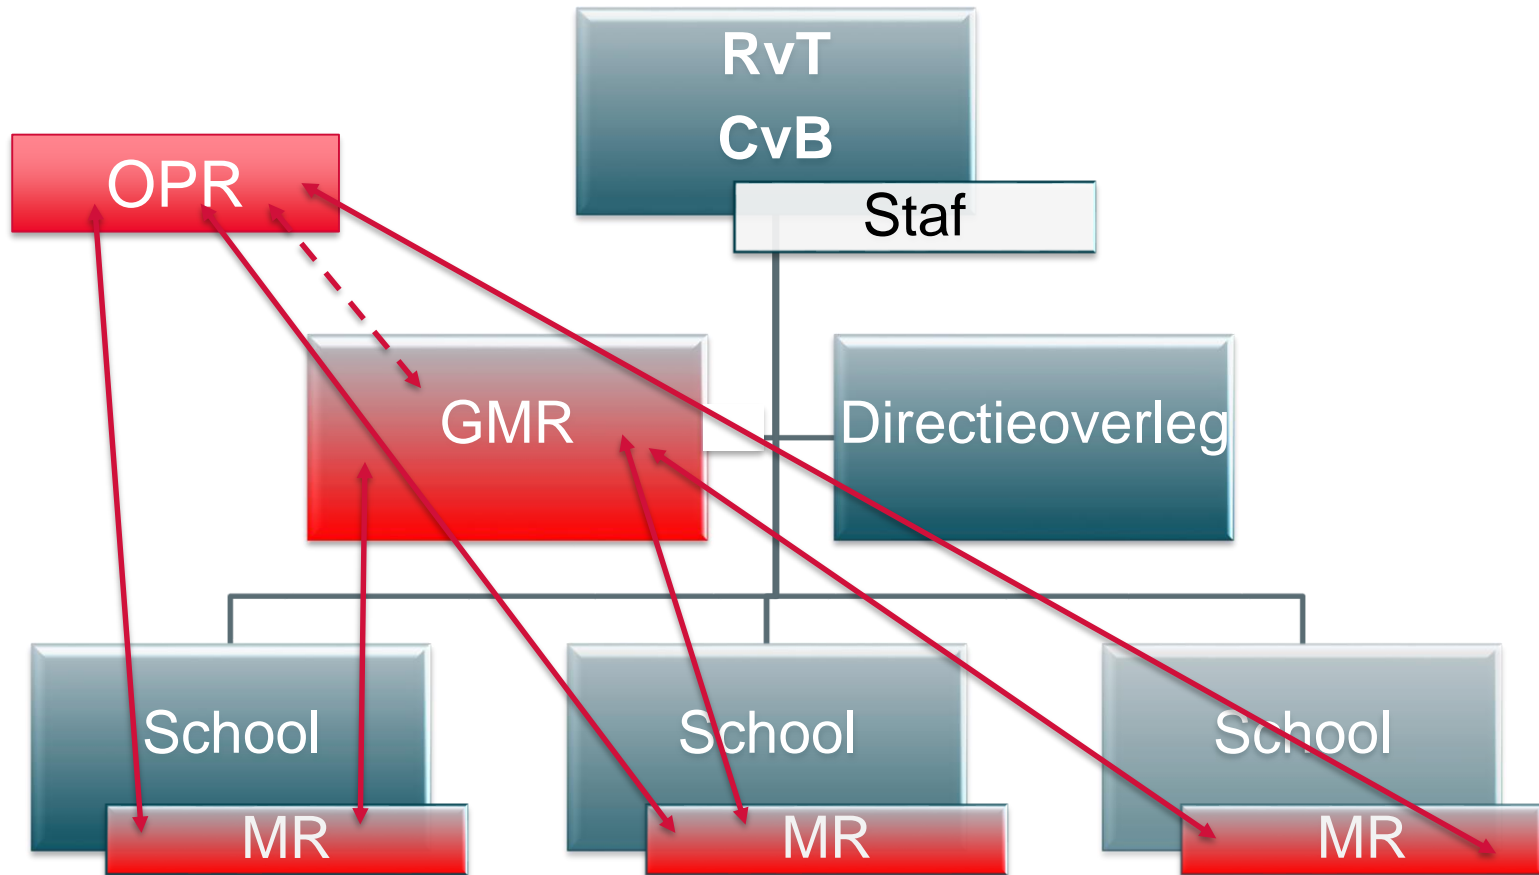 RvT
CvB
OPR
Staf
GMR
Directieoverleg
School
School
School
MR
MR
MR